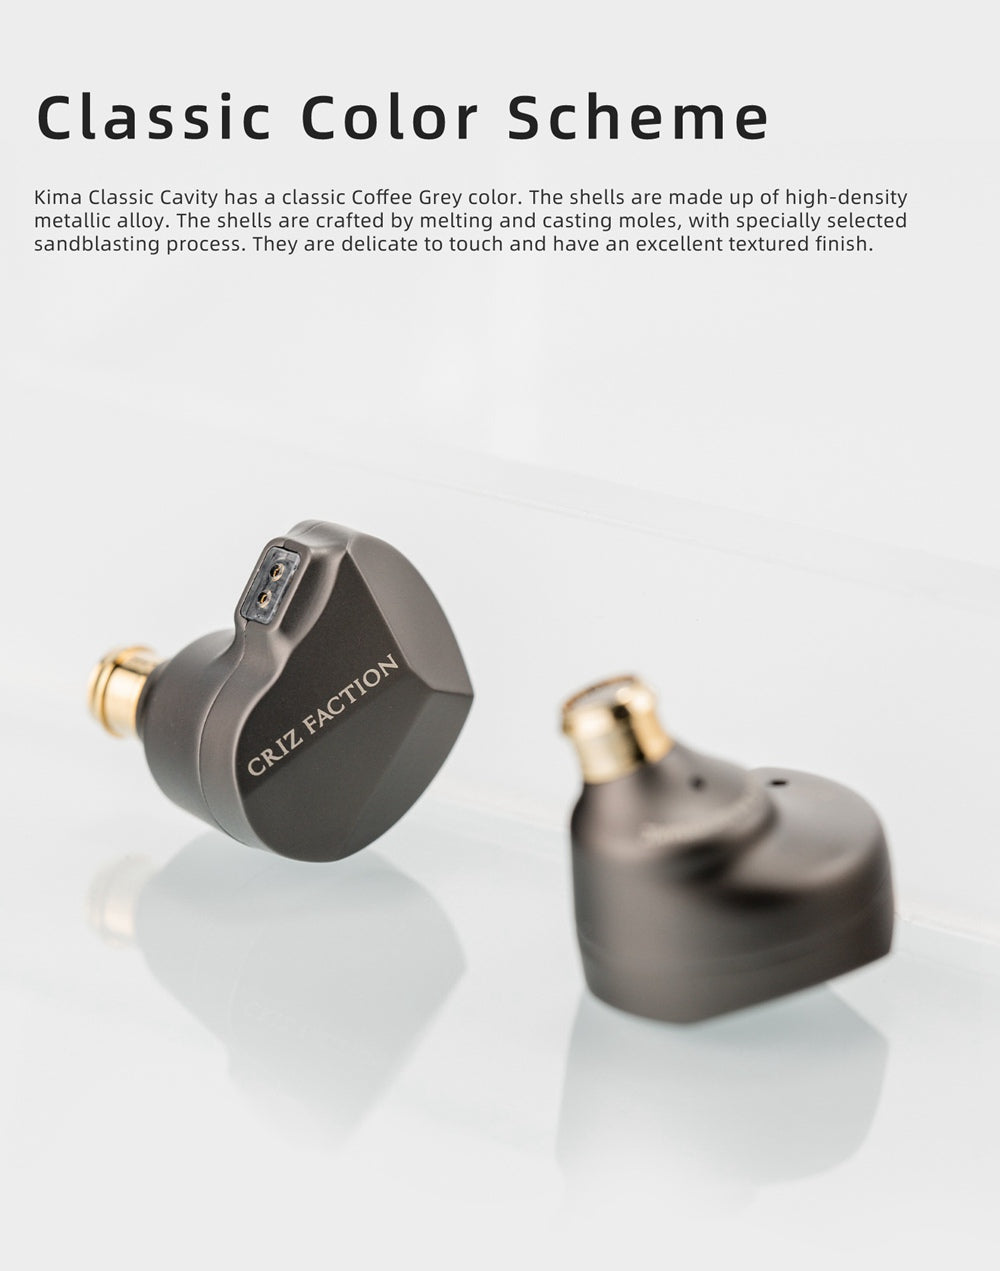 Classic Color Scheme
Kima Classic Cavity has a classic Coffee Grey color. The shells are made up of high-density
metallic alloy. The shells are crafted by melting and casting moles, with specially selected
sandblasting process. They are delicate to touch and have an excellent textured finish.
CRIZ FACTION